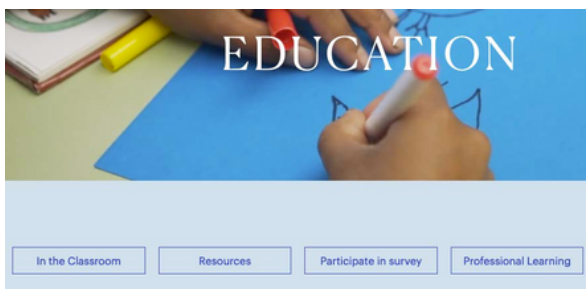 EDUCATION
In the Classroom
Resources
Participate in survey
Professional Learning